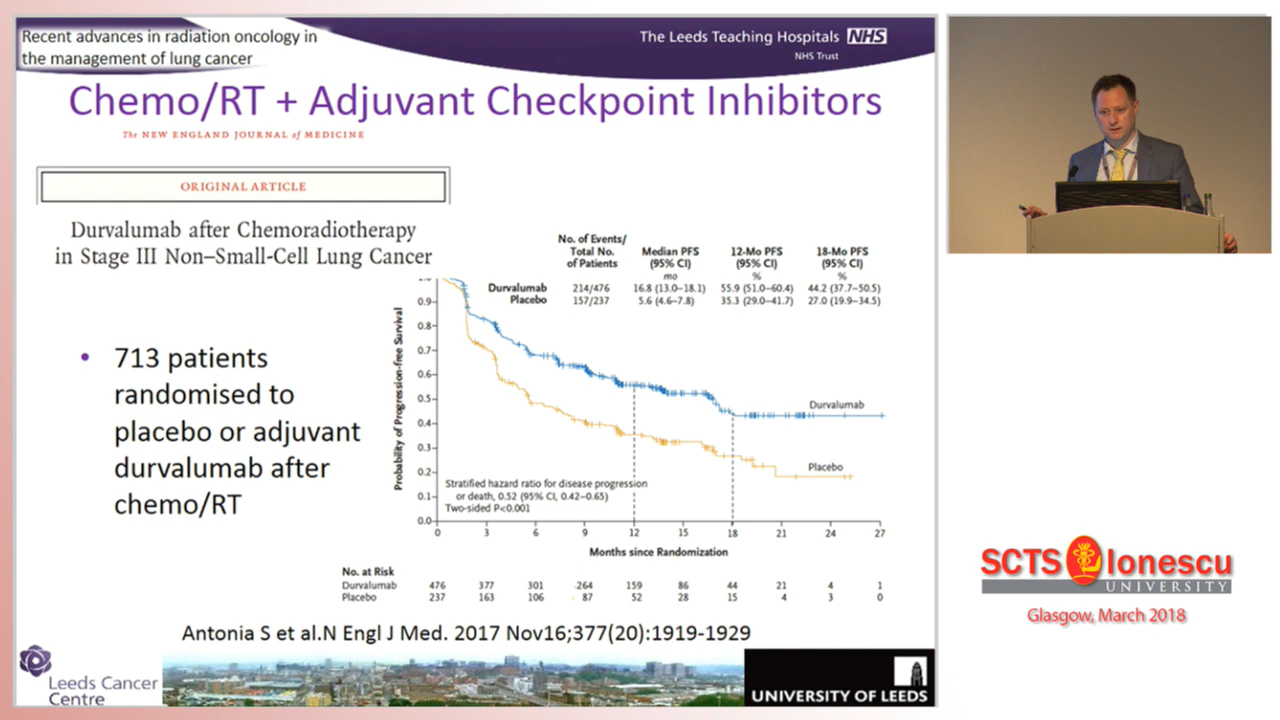 Recent advances in radiation oncology in
the management of lung cancer
The Leeds Teaching Hospitals NHS
NHS Trust
Chemo/RT + Adjuvant Checkpoint Inhibitors
The NEW ENGLAND JOURNAL of MEDICINE
ORIGINAL ARTICLE
Durvalumab after Chemoradiotherapy
in Stage III Non–Small-Cell Lung Cancer
• 713 patients
randomised to
placebo or adjuvant
durvalumab after
chemo/RT
No. of Events/
Total No.
of Patients
Median PFS
(95% CI)
12-Mo PFS
(95% CI)
18-Mo PFS
(95% CI)
mo % %
Durvalumab 214/476 16.8 (13.0–18.1) 55.9 (51.0–60.4) 44.2 (37.7–50.5)
Placebo 157/237 5.6 (4.6–7.8) 35.3 (29.0–41.7) 27.0 (19.9–34.5)
Probability of Progression-free Survival
0.9
0.8
0.7
0.6
0.5
0.4
0.3
0.2
0.1
0.0
Durvalumab
Placebo
Stratified hazard ratio for disease progression
or death, 0.52 (95% CI, 0.42–0.65)
Two-sided P<0.001
0 3 6 9 12 15 18 21 24 27
Months since Randomization
No. at Risk
Durvalumab 476 377 301 264 159 86 44 21 4 1
Placebo 237 163 106 87 52 28 15 4 3 0
Antonia S et al.N Engl J Med. 2017 Nov16;377(20):1919-1929
Leeds Cancer
Centre
UNIVERSITY OF LEEDS
SCTS Ionescu
UNIVERSITY
Glasgow, March 2018